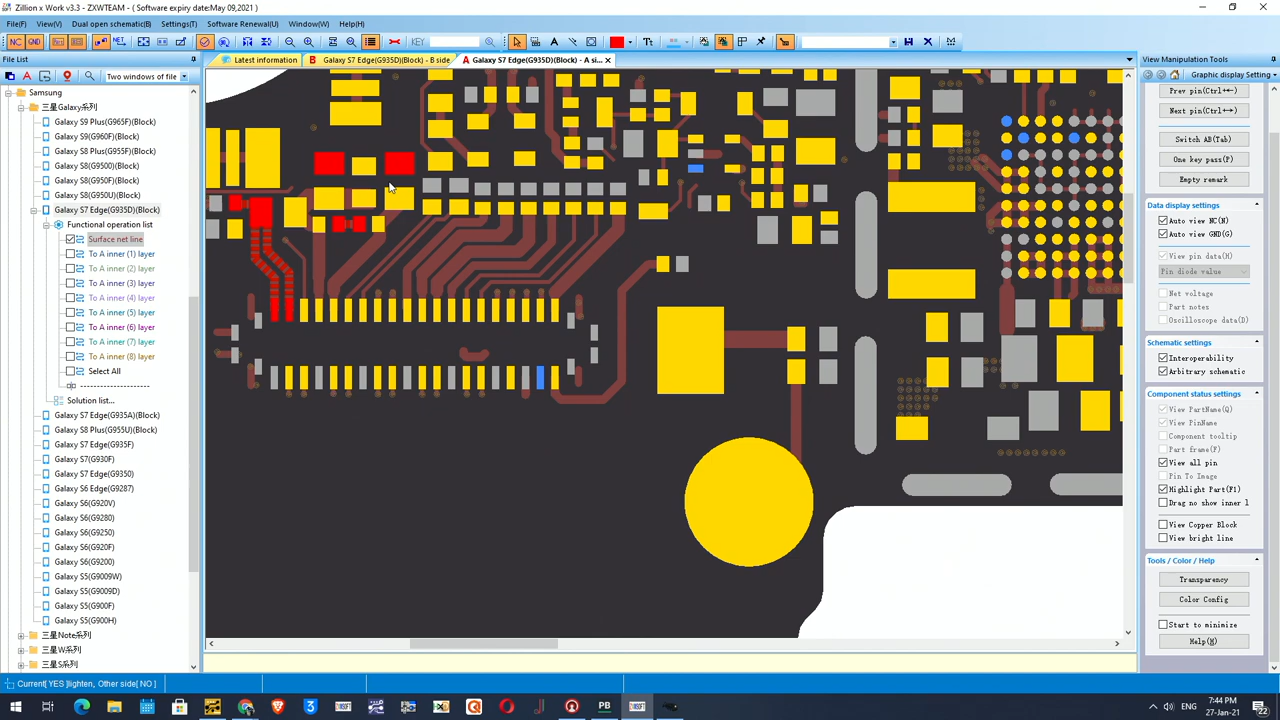 Zillion x Work v3.3 - ZXWTEAM - ( Software expiry date:May 09,2021 )
File(F) View(V) Dual open schematic(B) Settings(T) Software Renewal(U) Window(W) Help(H)
NC GND NET KEY: A Tt
File List
Two windows of file
Latest information
B Galaxy S7 Edge(G935D)(Block) - B side
A Galaxy S7 Edge(G935D)(Block) - A si...
View Manipulation Tools
Graphic display Setting
Samsung
三星Galaxy系列
Galaxy S9 Plus(G965F)(Block)
Galaxy S9(G960F)(Block)
Galaxy S8 Plus(G955F)(Block)
Galaxy S8(G9500)(Block)
Galaxy S8(G950F)(Block)
Galaxy S8(G950U)(Block)
Galaxy S7 Edge(G935D)(Block)
Functional operation list
Surface net line
To A inner (1) layer
To A inner (2) layer
To A inner (3) layer
To A inner (4) layer
To A inner (5) layer
To A inner (6) layer
To A inner (7) layer
To A inner (8) layer
Select All
--------------------
Solution list...
Galaxy S7 Edge(G935A)(Block)
Galaxy S8 Plus(G955U)(Block)
Galaxy S7 Edge(G935F)
Galaxy S7(G930F)
Galaxy S7 Edge(G9350)
Galaxy S6 Edge(G9287)
Galaxy S6(G920V)
Galaxy S6(G9280)
Galaxy S6(G9250)
Galaxy S6(G920F)
Galaxy S6(G9200)
Galaxy S5(G9009W)
Galaxy S5(G9009D)
Galaxy S5(G900F)
Galaxy S5(G900H)
三星Note系列
三星W系列
三星S系列
Prev pin(Ctrl+←-)
Next pin(Ctrl+-→)
Switch AB(Tab)
One key pass(P)
Empty remark
Data display settings
Auto view NC(N)
Auto view GND(G)
View pin data(M)
Pin diode value
Net voltage
Part notes
Oscilloscope data(D)
Schematic settings
Interoperability
Arbitrary schematic
Component status settings
View PartName(Q)
View PinName
Component tooltip
Part frame(F)
View all pin
Pin To Image
Highlight Part(F1)
Drag no show inner l
View Copper Block
View bright line
Tools / Color / Help
Transparency
Color Config
Start to minimize
Help(H)
Current[ YES ]lighten, Other side[ NO ]
PB
ENG
7:44 PM
27-Jan-21
22